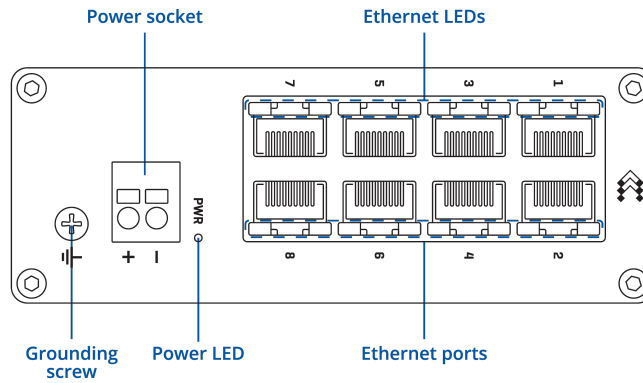 Power socket
Ethernet LEDs
7 5 3 1
PWR
+ -
8 6 4 2
Grounding
screw
Power LED
Ethernet ports